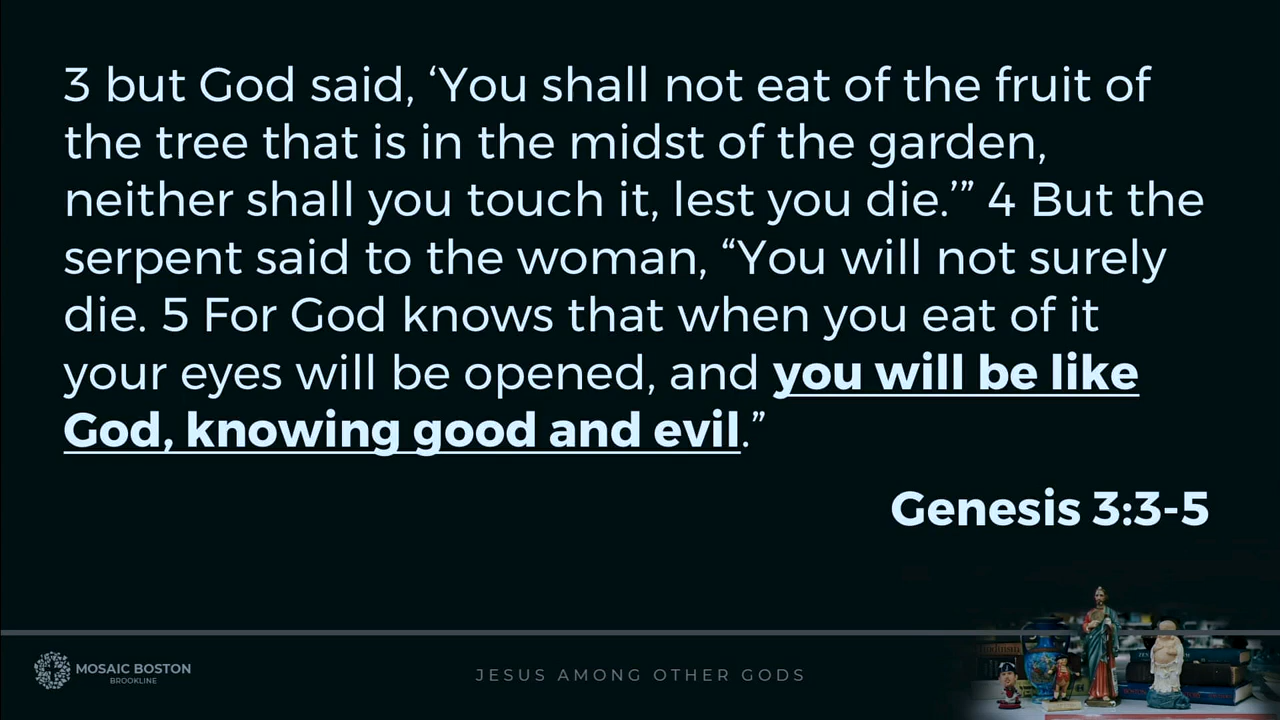 3 but God said, ‘You shall not eat of the fruit of
the tree that is in the midst of the garden,
neither shall you touch it, lest you die.’” 4 But the
serpent said to the woman, “You will not surely
die. 5 For God knows that when you eat of it
your eyes will be opened, and you will be like
God, knowing good and evil.”
Genesis 3:3-5
MOSAIC BOSTON
BROOKLINE
JESUS AMONG OTHER GODS